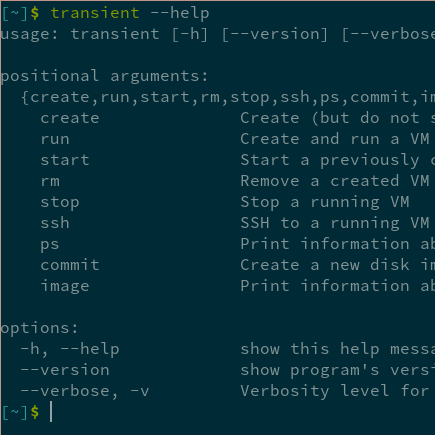 [~]$ transient --help
usage: transient [-h] [--version] [--verbose

positional arguments:
  {create,run,start,rm,stop,ssh,ps,commit,im
    create              Create (but do not s
    run                 Create and run a VM
    start               Start a previously c
    rm                  Remove a created VM
    stop                Stop a running VM
    ssh                 SSH to a running VM
    ps                  Print information ab
    commit              Create a new disk im
    image               Print information ab

options:
  -h, --help            show this help messa
  --version             show program's versi
  --verbose, -v         Verbosity level for
[~]$